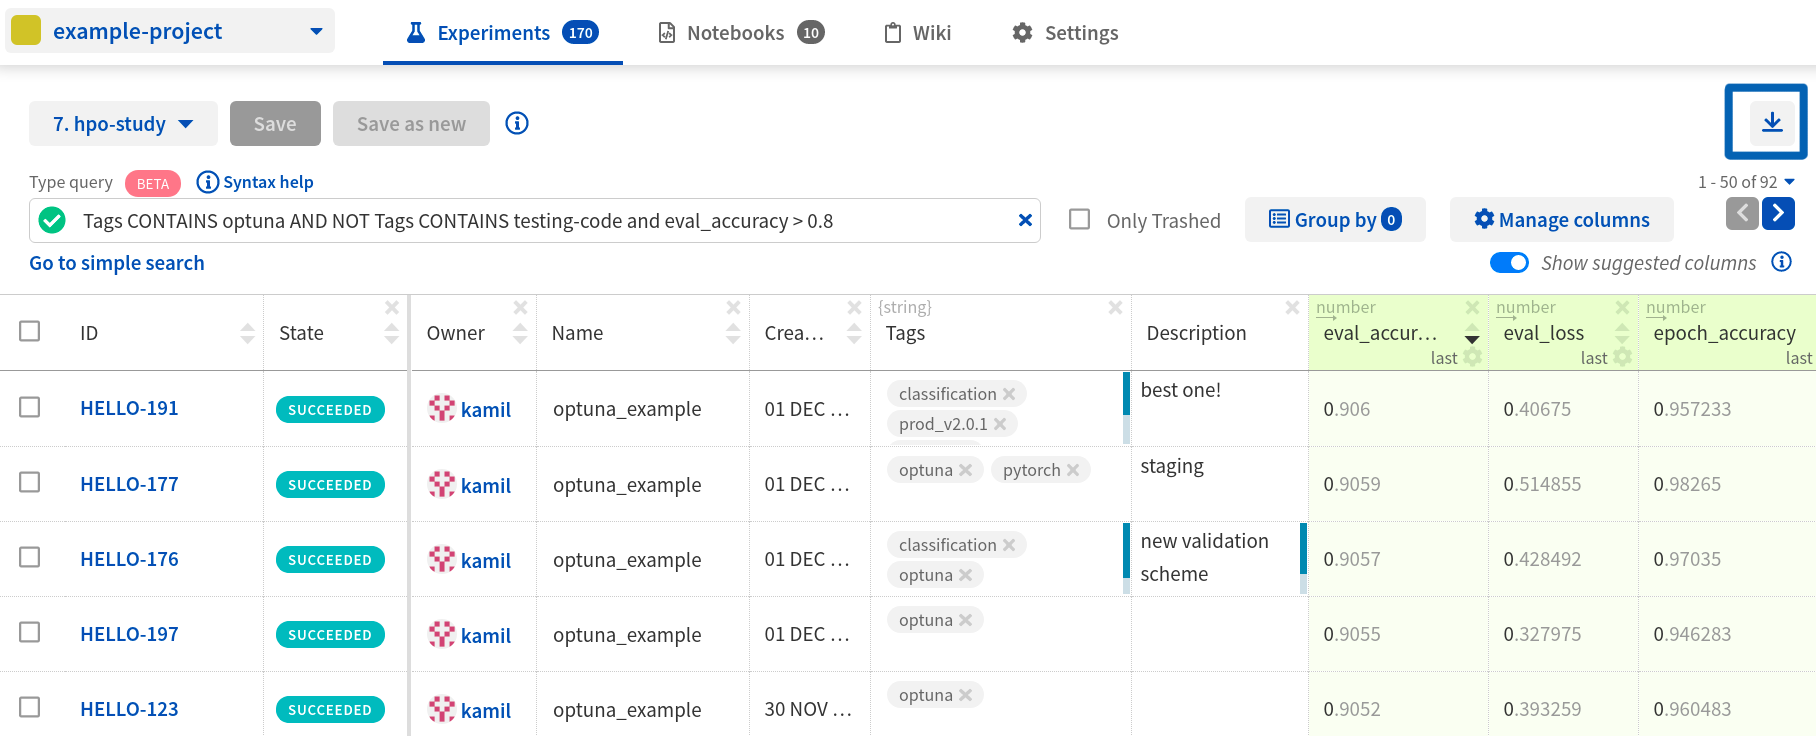 example-project
Experiments 170
Notebooks 10
Wiki
Settings
7. hpo-study
Save
Save as new
Type query BETA Syntax help
1 - 50 of 92
Tags CONTAINS optuna AND NOT Tags CONTAINS testing-code and eval_accuracy > 0.8
Only Trashed
Group by 0
Manage columns
Go to simple search
Show suggested columns
{string} number number number
ID State Owner Name Crea... Tags Description eval_accur... eval_loss epoch_accuracy
last last last
HELLO-191 SUCCEEDED kamil optuna_example 01 DEC ... classification prod_v2.0.1 best one! 0.906 0.40675 0.957233
HELLO-177 SUCCEEDED kamil optuna_example 01 DEC ... optuna pytorch staging 0.9059 0.514855 0.98265
HELLO-176 SUCCEEDED kamil optuna_example 01 DEC ... classification optuna new validation scheme 0.9057 0.428492 0.97035
HELLO-197 SUCCEEDED kamil optuna_example 01 DEC ... optuna 0.9055 0.327975 0.946283
HELLO-123 SUCCEEDED kamil optuna_example 30 NOV ... optuna 0.9052 0.393259 0.960483